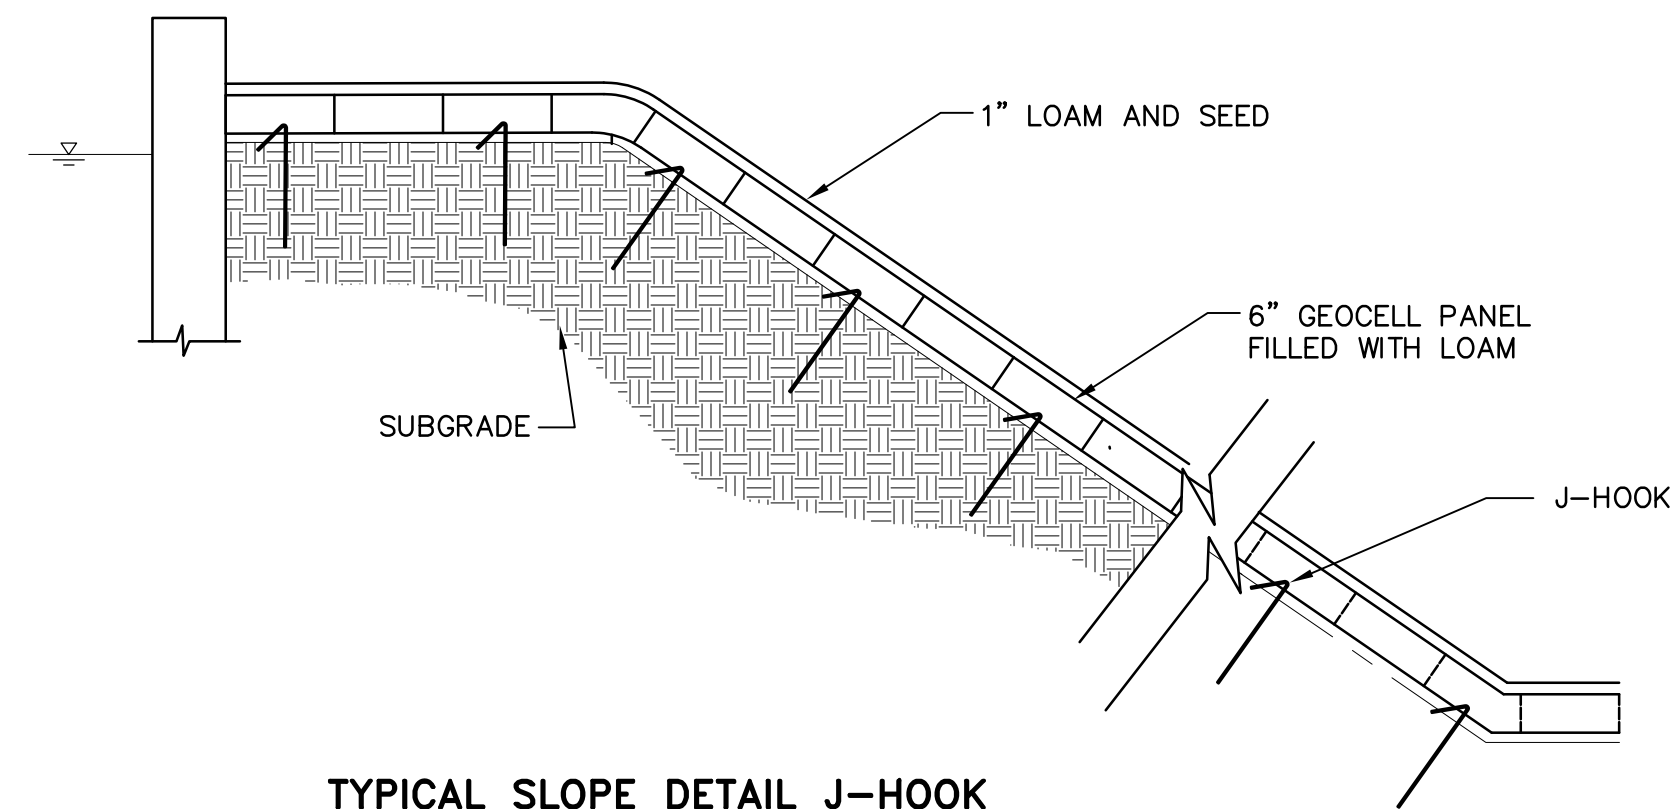 1” LOAM AND SEED
6” GEOCELL PANEL
FILLED WITH LOAM
SUBGRADE
J-HOOK
TYPICAL SLOPE DETAIL J-HOOK